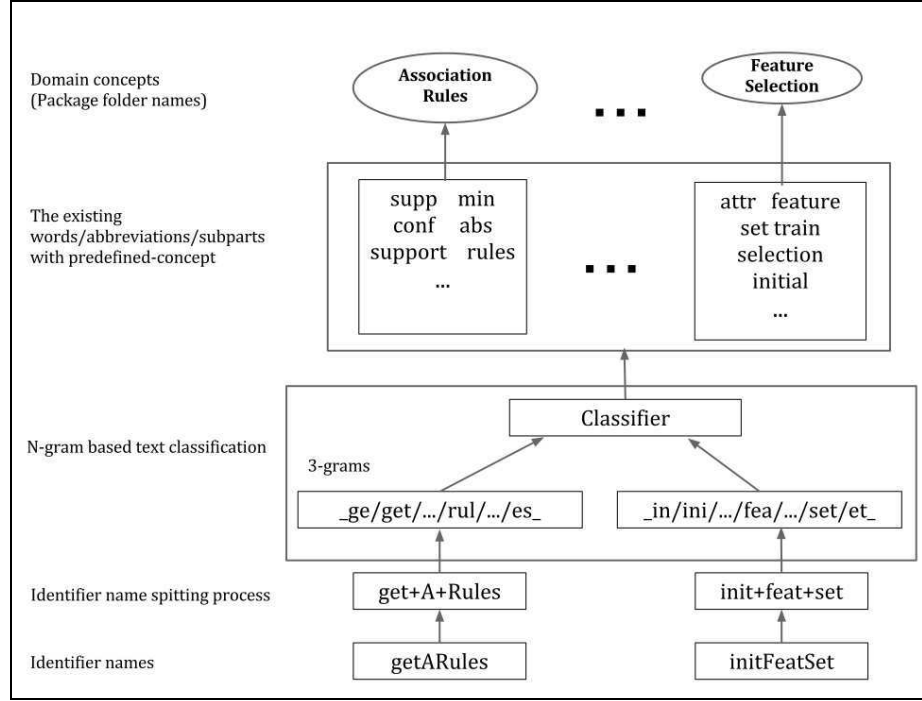 Domain concepts
(Package folder names)
Association
Rules
...
Feature
Selection
The existing
words/abbreviations/subparts
with predefined-concept
supp min
conf abs
support rules
...
...
attr feature
set train
selection
initial
...
N-gram based text classification
Classifier
3-grams
_ge/get/.../rul/.../es_
_in/ini/.../fea/.../set/et_
Identifier name spitting process
get+A+Rules
init+feat+set
Identifier names
getARules
initFeatSet